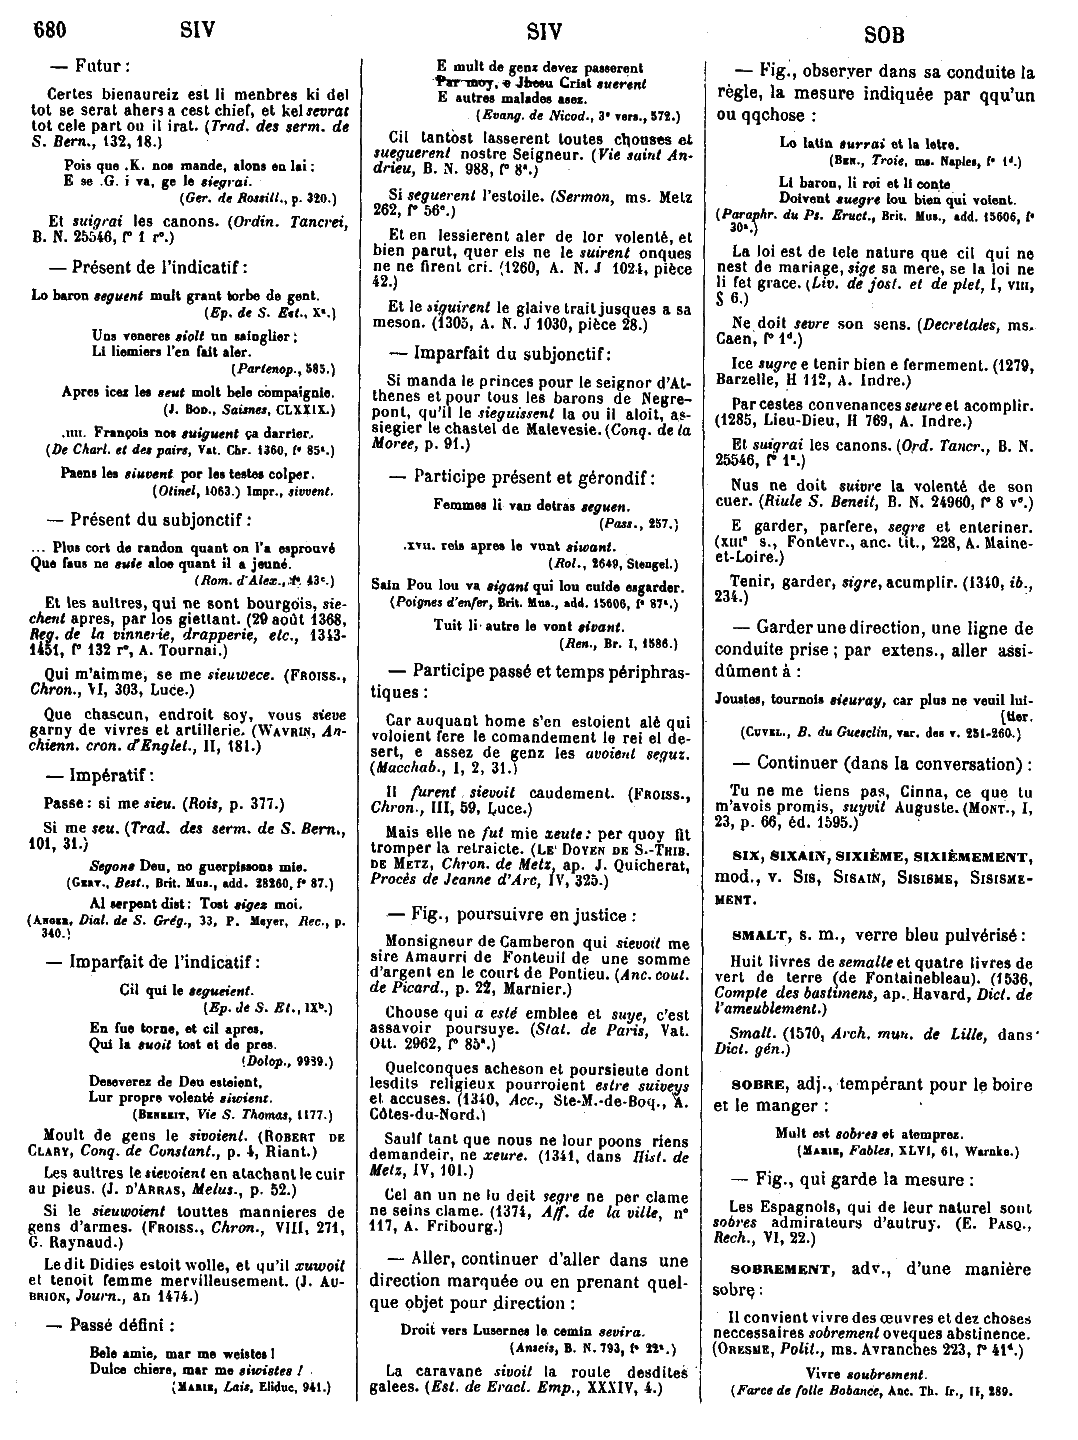 680 SIV SIV SOB
— Futur :
Certes bienaureiz est li menbres ki del
tot se serat ahers a cest chief, et kel sevrat
tot cele part ou il irat. (Trad. des serm. de
S. Bern., 132, 18.)
Pois que .K. nos mande, alons en lai :
E se .G. i va, ge le siegrai.
(Ger. de Rossill., p. 320.)
Et suigrai les canons. (Ordin. Tancrei,
B. N. 25546, f° 1 r°.)
— Présent de l'indicatif :
Lo baron seguent mult grant torbe de gent.
(Ep. de S. Est., Xª.)
Uns veneres siolt un sainglier ;
Li liemiers l'en fait aler.
(Partenop., 585.)
Apres icez les seut molt bele compaignie.
(J. BOD., Saisnes, CLXXIX.)
.IIII. François nos suiguent ça darrier.
(De Charl. et des pairs, Vat. Chr. 1360, f° 85ª.)
Paens les siuvent por les testes colper.
(Otinel, 1063.) Impr., sivvent.
— Présent du subjonctif :
... Plus cort de randon quant on l'a esprouvé
Que faus ne suie aloe quant il a jeuné.
(Rom. d'Alex., f° 43ᶜ.)
Et les aultres, qui ne sont bourgois, sie-
chent apres, par los giettant. (29 août 1368,
Reg. de la vinnerie, drapperie, etc., 1343-
1451, f° 132 r°, A. Tournai.)
Qui m'aimme, se me sieuwece. (FROISS.,
Chron., VI, 303, Luce.)
Que chascun, endroit soy, vous sieve
garny de vivres et artillerie. (WAVRIN, An-
chienn. cron. d'Englet., II, 181.)
— Impératif :
Passe : si me sieu. (Rois, p. 377.)
Si me seu. (Trad. des serm. de S. Bern.,
101, 31.)
Segons Deu, no guerpissons mie.
(GERV., Best., Brit. Mus., add. 28260, f° 87.)
Al serpent dist : Tost sigez moi.
(ANGER, Dial. de S. Grég., 33, P. Meyer, Rec., p.
340.)
— Imparfait de l'indicatif :
Cil qui le segueient.
(Ep. de S. Et., IXᵇ.)
En fue torne, et cil apres,
Qui la suoit tost et de pres.
(Dolop., 9939.)
Deseverez de Deu esteient,
Lur propre volenté siwient.
(BENEEIT, Vie S. Thomas, 1177.)
Moult de gens le sivoient. (ROBERT DE
CLARY, Conq. de Constant., p. 4, Riant.)
Les aultres le sievoient en atachant le cuir
au pieus. (J. D'ARRAS, Melus., p. 52.)
Si le sieuwoient touttes mannieres de
gens d'armes. (FROISS., Chron., VIII, 271,
G. Raynaud.)
Le dit Didies estoit wolle, et qu'il xuwoit
et tenoit femme mervilleusement. (J. AU-
BRION, Journ., an 1474.)
— Passé défini :
Bele amie, mar me weistes !
Dulce chiere, mar me siwistes !
(MARIE, Lais, Eliduc, 941.)
E mult de genz devez passerent
Par moy, e Jhesu Crist suerent
E autres malades asez.
(Evang. de Nicod., 3ᵉ vers., 572.)
Cil tantost lasserent toutes chouses et
sueguerent nostre Seigneur. (Vie saint An-
drieu, B. N. 988, f° 8ª.)
Si seguerent l'estoile. (Sermon, ms. Metz
262, f° 56ᵉ.)
Et en lessierent aler de lor volenté, et
bien parut, quer els ne le suirent onques
ne ne firent cri. (1260, A. N. J 1024, pièce
42.)
Et le siguirent le glaive trait jusques a sa
meson. (1305, A. N. J 1030, pièce 28.)
— Imparfait du subjonctif :
Si manda le princes pour le seignor d'At-
thenes et pour tous les barons de Negre-
pont, qu'il le sieguissent la ou il aloit, as-
siegier le chastel de Malevesie. (Conq. de la
Moree, p. 91.)
— Participe présent et gérondif :
Femmes li van detras seguen.
(Pass., 257.)
.XVII. reis apres le vunt siwant.
(Rol., 2649, Stengel.)
Sain Pou lou va sigant qui lou cuide esgarder.
(Poignes d'enfer, Brit. Mus., add. 15606, f° 87ᵃ.)
Tuit li autre le vont sivant.
(Ren., Br. I, 1586.)
— Participe passé et temps périphras-
tiques :
Car auquant home s'en estoient alé qui
voloient fere le comandement le rei el de-
sert, e assez de genz les avoient seguz.
(Macchab., I, 2, 31.)
Il furent sievoit caudement. (FROISS.,
Chron., III, 59, Luce.)
Mais elle ne fut mie xeute : per quoy fit
tromper la retraicte. (LE DOYEN DE S.-THIB.
DE METZ, Chron. de Metz, ap. J. Quicherat,
Procès de Jeanne d'Arc, IV, 325.)
— Fig., poursuivre en justice :
Monsigneur de Camberon qui sievoit me
sire Amaurri de Fonteuil de une somme
d'argent en le court de Pontieu. (Anc. cout.
de Picard., p. 22, Marnier.)
Chouse qui a esté emblee et suye, c'est
assavoir poursuye. (Stat. de Paris, Vat.
Ott. 2962, f° 85ᵃ.)
Quelconques acheson et poursieute dont
lesdits religieux pourroient estre suiveys
et accuses. (1340, Acc., Ste-M.-de-Boq., A.
Côtes-du-Nord.)
Saulf tant que nous ne lour poons riens
demandeir, ne xeure. (1341, dans Hist. de
Metz, IV, 101.)
Cel an un ne lu deit segre ne per clame
ne seins clame. (1374, Aff. de la ville, n°
117, A. Fribourg.)
— Aller, continuer d'aller dans une
direction marquée ou en prenant quel-
que objet pour direction :
Droit vers Lusernes le cemin sevira.
(Anseis, B. N. 793, f° 22ᵃ.)
La caravane sivoit la route desdites
galees. (Est. de Eracl. Emp., XXXIV, 4.)
— Fig., observer dans sa conduite la
règle, la mesure indiquée par qqu'un
ou qqchose :
Lo latin surrai et la letre.
(BEN., Troie, ms. Naples, f° 1ᵈ.)
Li baron, li roi et li conte
Doivent suegre lou bien qui voient.
(Paraphr. du Ps. Eruct., Brit. Mus., add. 15606, f°
30ᵃ.)
La loi est de tele nature que cil qui ne
nest de mariage, sige sa mere, se la loi ne
li fet grace. (Liv. de jost. et de plet, I, VIII,
§ 6.)
Ne doit sevre son sens. (Decretales, ms.
Caen, f° 1ᵈ.)
Ice sugre e tenir bien e fermement. (1279,
Barzelle, H 112, A. Indre.)
Par cestes convenances seure et acomplir.
(1285, Lieu-Dieu, H 769, A. Indre.)
Et suigrai les canons. (Ord. Tancr., B. N.
25546, f° 1ᵃ.)
Nus ne doit suivre la volenté de son
cuer. (Riule S. Beneit, B. N. 24960, f° 8 v°.)
E garder, parfere, segre et enteriner.
(XIIIᵉ s., Fontevr., anc. tit., 228, A. Maine-
et-Loire.)
Tenir, garder, sigre, acumplir. (1340, ib.,
234.)
— Garder une direction, une ligne de
conduite prise ; par extens., aller assi-
dûment à :
Joustes, tournois sieuray, car plus ne veuil lui-
(tier.
(CUVEL., B. du Guesclin, var. des v. 251-260.)
— Continuer (dans la conversation) :
Tu ne me tiens pas, Cinna, ce que tu
m'avois promis, suyvit Auguste. (MONT., I,
23, p. 66, éd. 1595.)
SIX, SIXAIN, SIXIÈME, SIXIÈMEMENT,
mod., v. SIS, SISAIN, SISISME, SISISME-
MENT.
SMALT, s. m., verre bleu pulvérisé :
Huit livres de semalte et quatre livres de
vert de terre (de Fontainebleau). (1536,
Compte des bastimens, ap. Havard, Dict. de
l'ameublement.)
Small. (1570, Arch. mun. de Lille, dans
Dict. gén.)
SOBRE, adj., tempérant pour le boire
et le manger :
Mult est sobres et atemprez.
(MARIE, Fables, XLVI, 61, Warnke.)
— Fig., qui garde la mesure :
Les Espagnols, qui de leur naturel sont
sobres admirateurs d'autruy. (E. PASQ.,
Rech., VI, 22.)
SOBREMENT, adv., d'une manière
sobre :
Il convient vivre des œuvres et dez choses
neccessaires sobrement oveques abstinence.
(ORESME, Polit., ms. Avranches 223, f° 41ᵈ.)
Vivre soubrement.
(Farce de folle Bobance, Anc. Th. fr., II, 289.